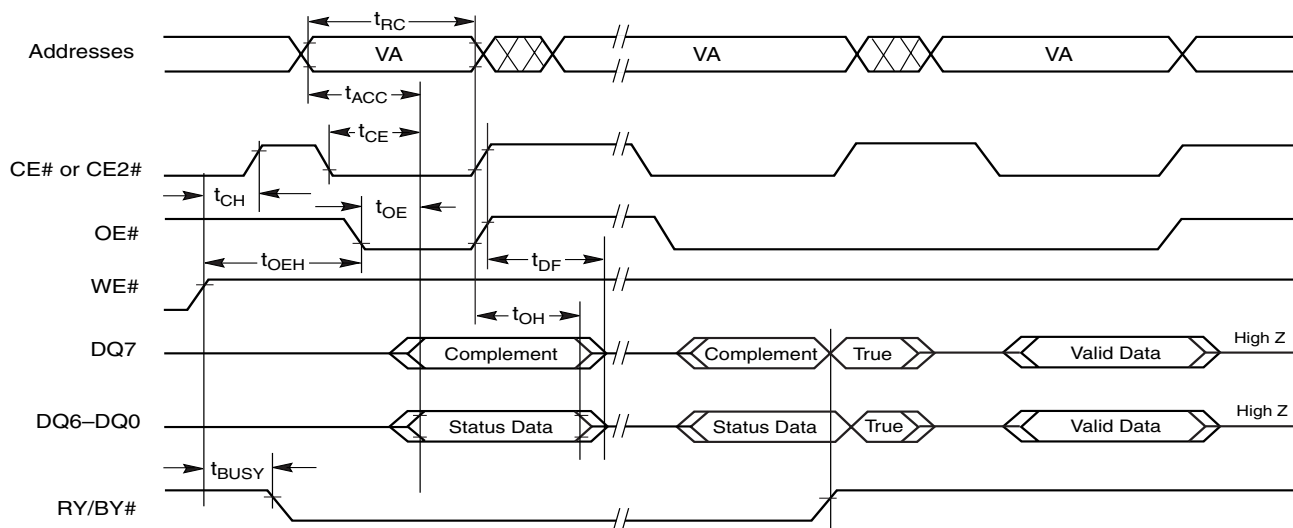 tRC
Addresses VA VA VA
tACC
tCE
CE# or CE2#
tCH tOE
OE#
tOEH tDF
WE#
tOH
DQ7 Complement Complement True Valid Data High Z
DQ6–DQ0 Status Data Status Data True Valid Data High Z
tBUSY
RY/BY#